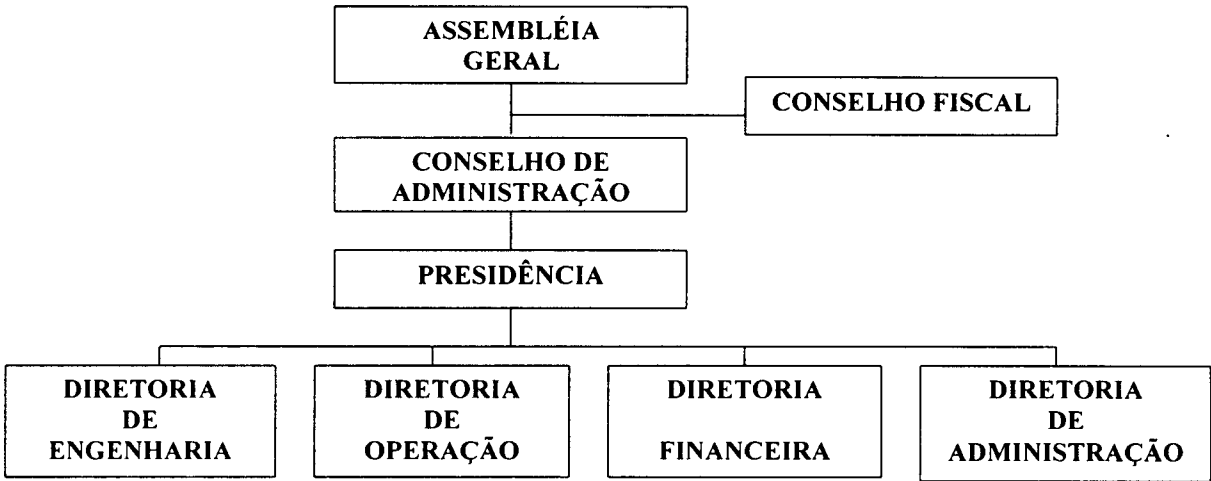 ASSEMBLÉIA
GERAL
CONSELHO FISCAL
CONSELHO DE
ADMINISTRAÇÃO
PRESIDÊNCIA
DIRETORIA
DE
ENGENHARIA
DIRETORIA
DE
OPERAÇÃO
DIRETORIA
FINANCEIRA
DIRETORIA
DE
ADMINISTRAÇÃO